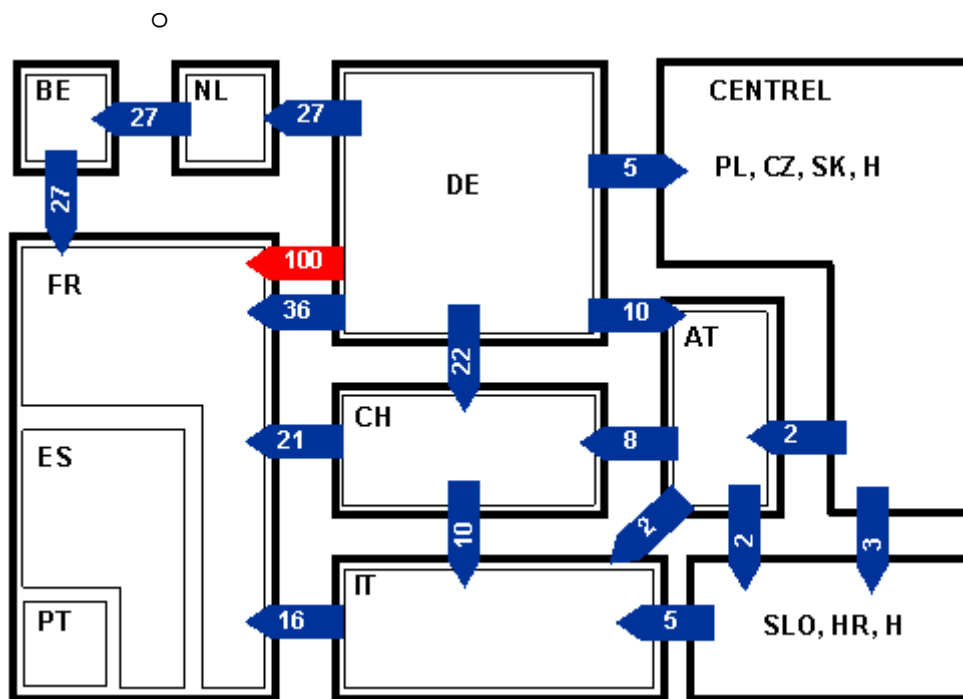 O
BE
27
NL
27
DE
5
CENTREL
PL, CZ, SK, H
27
FR
100
36
10
AT
22
CH
21
8
2
ES
10
2
2
3
IT
PT
16
5
SLO, HR, H